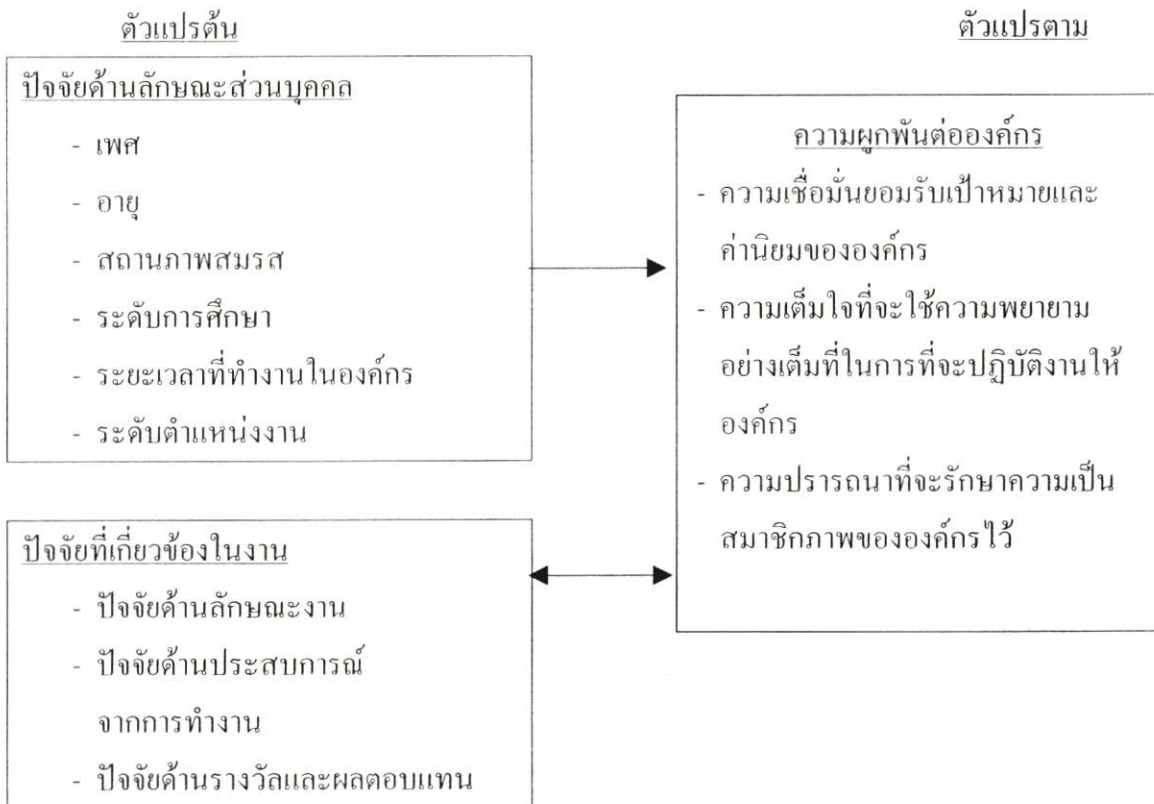 ตัวแปรต้น
ตัวแปรตาม
ปัจจัยด้านลักษณะส่วนบุคคล
- เพศ
- อายุ
- สถานภาพสมรส
- ระดับการศึกษา
- ระยะเวลาที่ทำงานในองค์กร
- ระดับตำแหน่งงาน
ปัจจัยที่เกี่ยวข้องในงาน
- ปัจจัยด้านลักษณะงาน
- ปัจจัยด้านประสบการณ์
จากการทำงาน
- ปัจจัยด้านรางวัลและผลตอบแทน
ความผูกพันต่อองค์กร
- ความเชื่อมั่นยอมรับเป้าหมายและ
ค่านิยมขององค์กร
- ความเต็มใจที่จะใช้ความพยายาม
อย่างเต็มที่ในการที่จะปฏิบัติงานให้
องค์กร
- ความปรารถนาที่จะรักษาความเป็น
สมาชิกภาพขององค์กรไว้